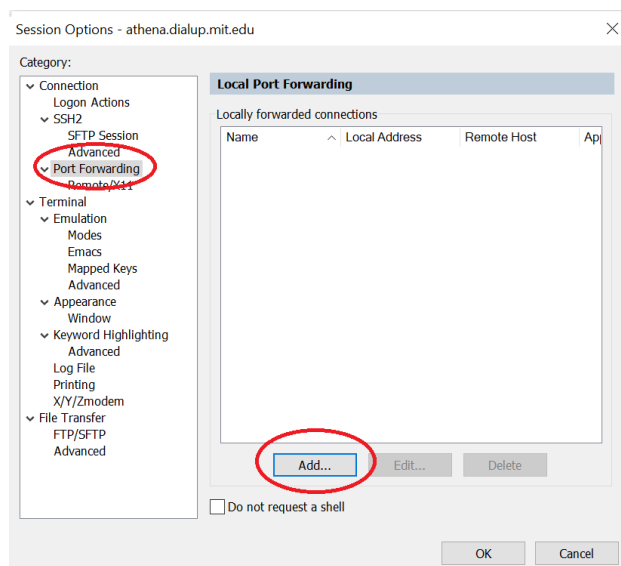 Session Options - athena.dialup.mit.edu
Category:
Connection
Logon Actions
SSH2
SFTP Session
Advanced
Port Forwarding
Remote/X11
Terminal
Emulation
Modes
Emacs
Mapped Keys
Advanced
Appearance
Window
Keyword Highlighting
Advanced
Log File
Printing
X/Y/Zmodem
File Transfer
FTP/SFTP
Advanced
Local Port Forwarding
Locally forwarded connections
Name Local Address Remote Host
Add... Edit... Delete
Do not request a shell
OK Cancel